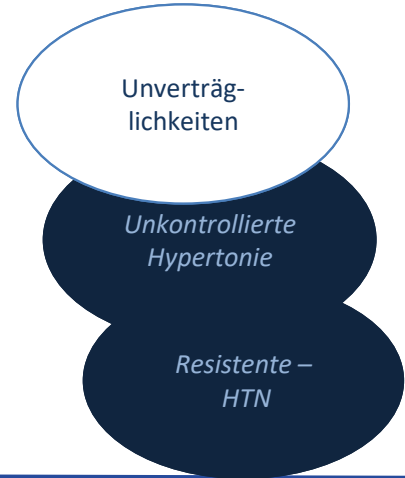 Unverträg-
lichkeiten
Unkontrollierte
Hypertonie
Resistente –
HTN